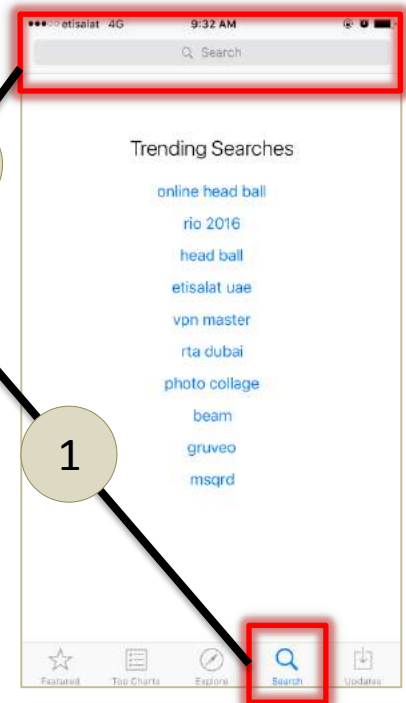 etisalat 4G 9:32 AM
Search
Trending Searches
online head ball
rio 2016
head ball
etisalat uae
vpn master
rta dubai
photo collage
beam
gruveo
1
msqrd
Featured Top Charts Explore Search Updates